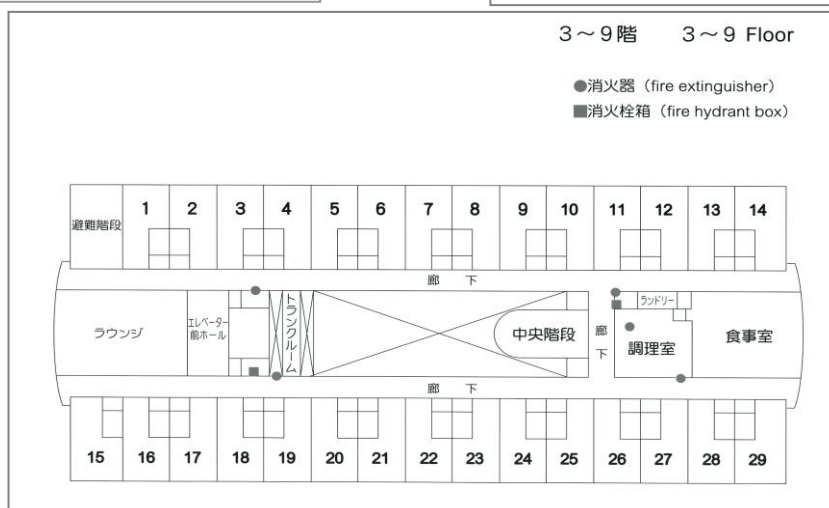 3～9階　3～9 Floor
●消火器（fire extinguisher）
■消火栓箱（fire hydrant box）
避難階段 1 2 3 4 5 6 7 8 9 10 11 12 13 14
廊　下
ラウンジ
エレベーター
前ホール
トランクルーム
中央階段
廊下
ランドリー
調理室
食事室
廊　下
15 16 17 18 19 20 21 22 23 24 25 26 27 28 29